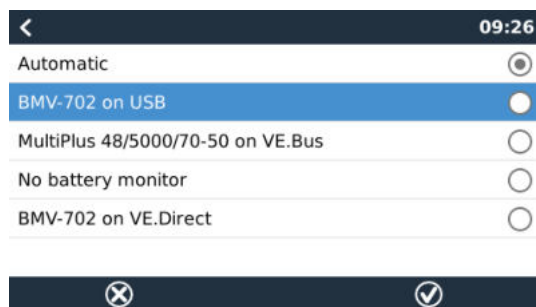 09:26
Automatic
BMV-702 on USB
MultiPlus 48/5000/70-50 on VE.Bus
No battery monitor
BMV-702 on VE.Direct